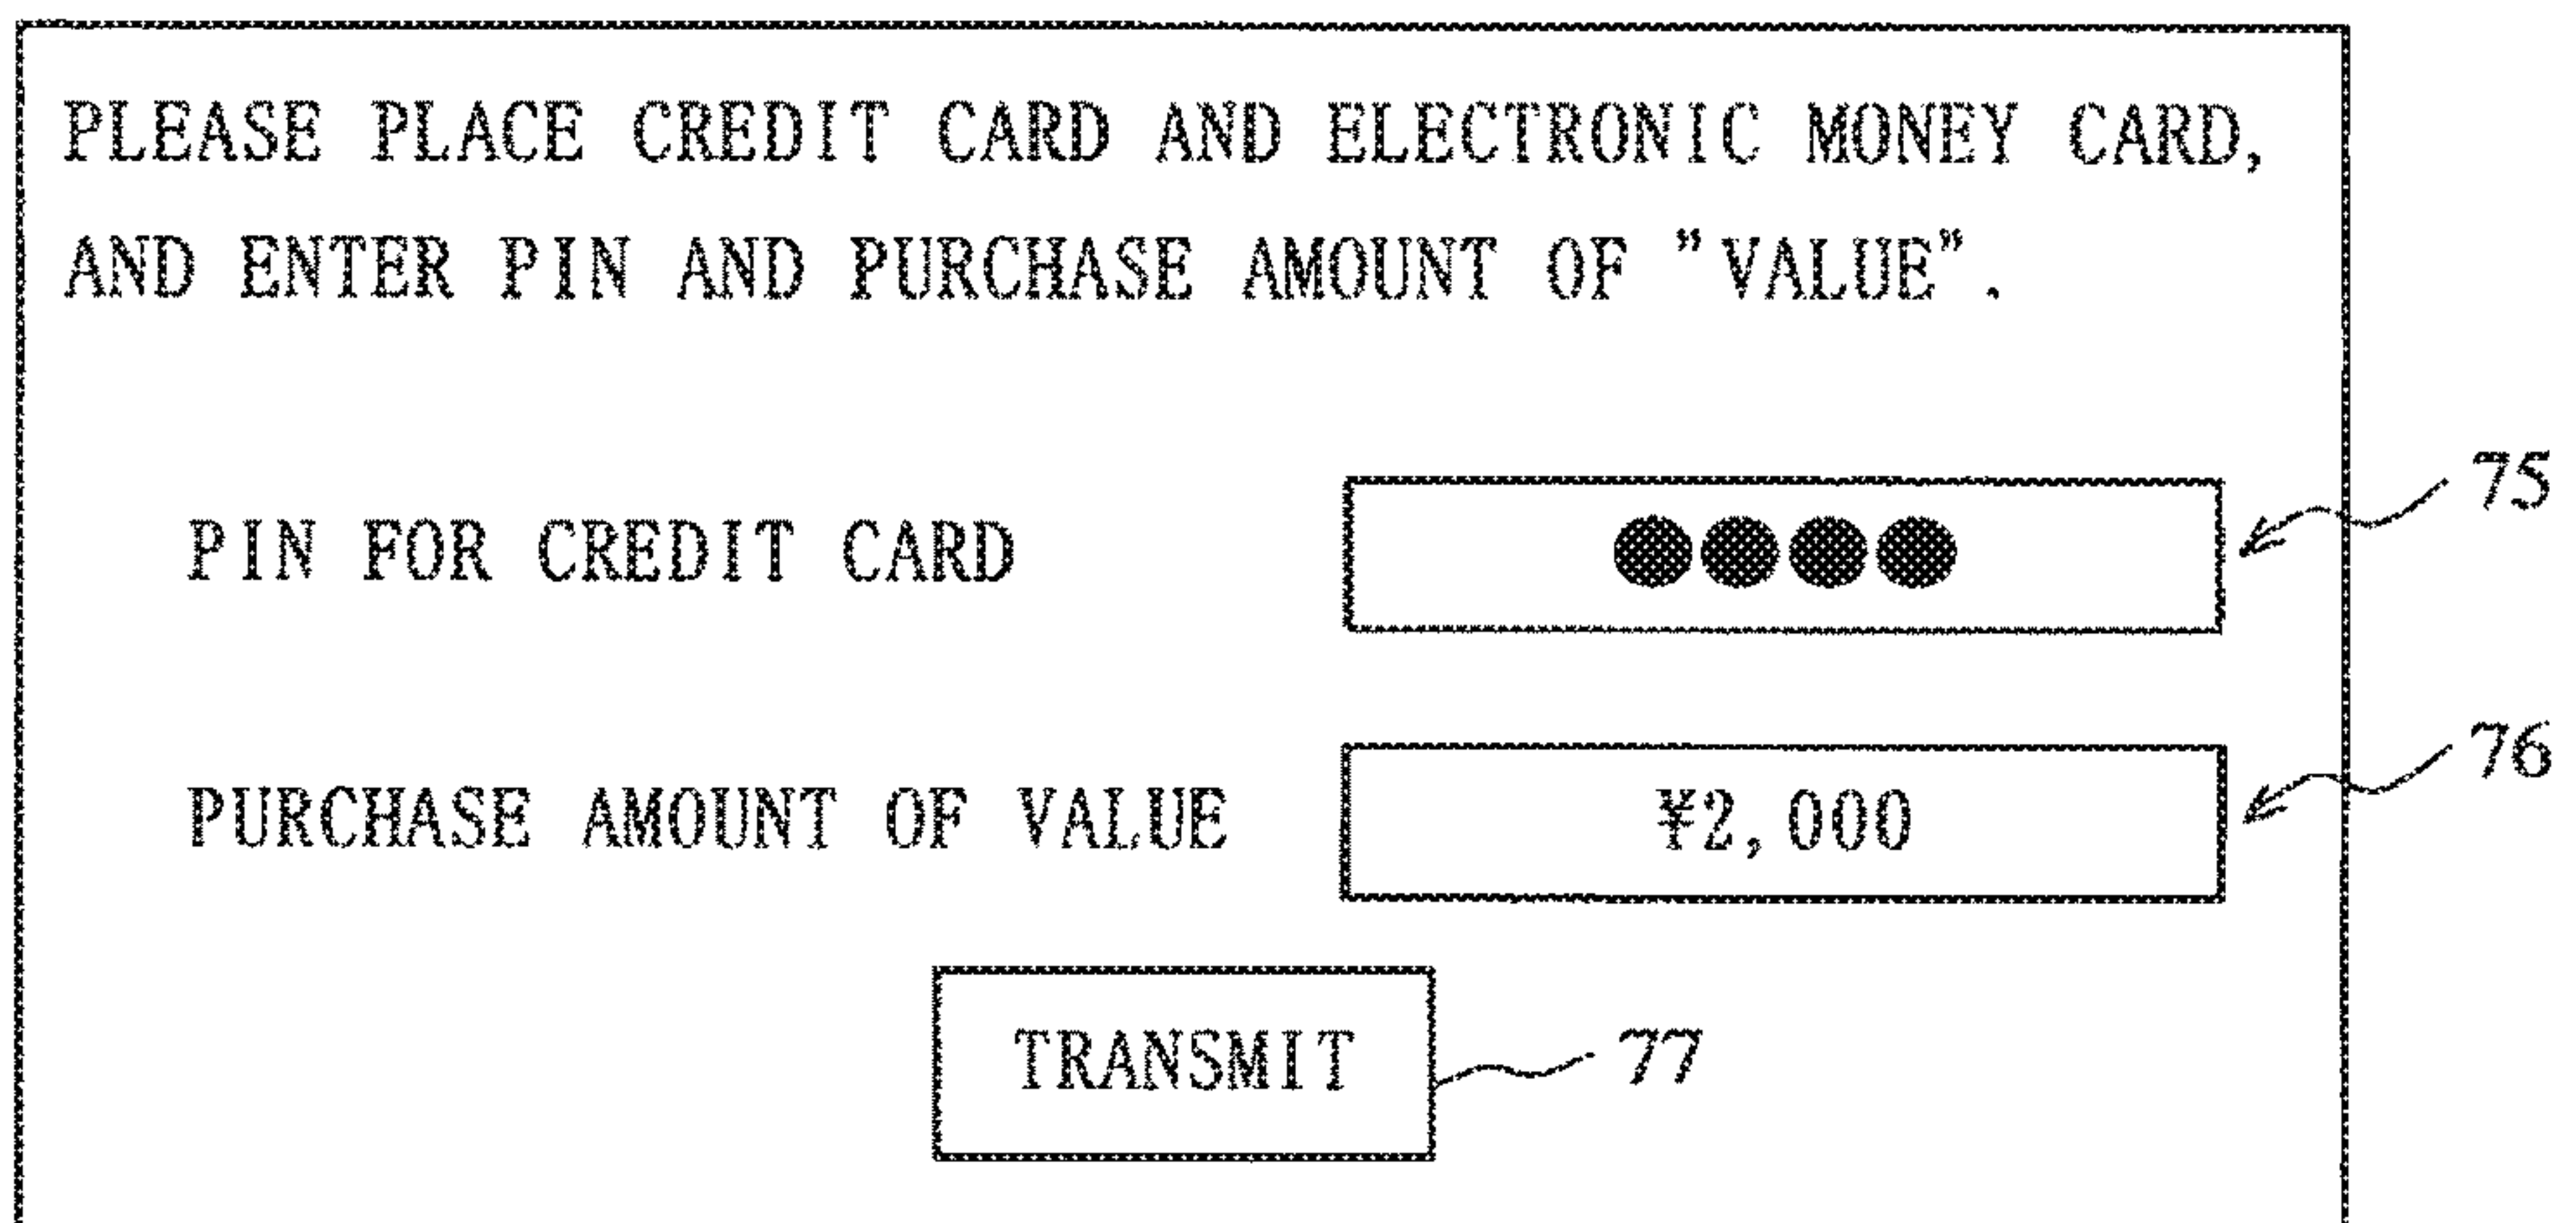 PLEASE PLACE CREDIT CARD AND ELECTRONIC MONEY CARD,
AND ENTER PIN AND PURCHASE AMOUNT OF ”VALUE”.
PIN FOR CREDIT CARD ●●●● 75
PURCHASE AMOUNT OF VALUE ¥2,000 76
TRANSMIT 77